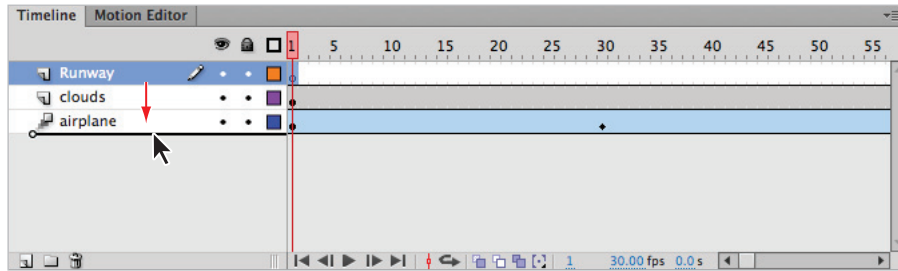 Timeline Motion Editor
1 5 10 15 20 25 30 35 40 45 50 55
Runway
clouds
airplane
1 30.00 fps 0.0 s